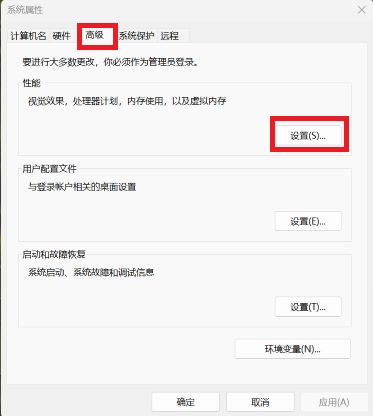 系统属性
计算机名 硬件 高级 系统保护 远程
要进行大多数更改，你必须作为管理员登录。
性能
视觉效果，处理器计划，内存使用，以及虚拟内存
设置(S)...
用户配置文件
与登录帐户相关的桌面设置
设置(E)...
启动和故障恢复
系统启动、系统故障和调试信息
设置(T)...
环境变量(N)...
确定 取消 应用(A)